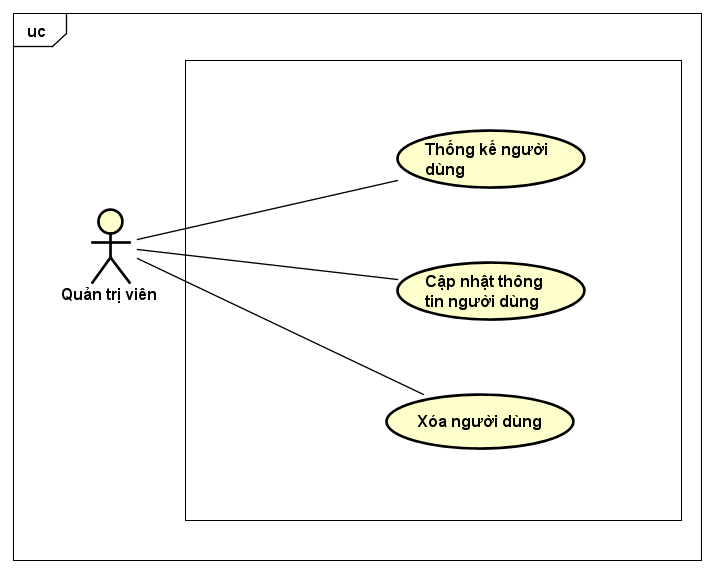 uc
Thống kế người
dùng
Quản trị viên
Cập nhật thông
tin người dùng
Xóa người dùng